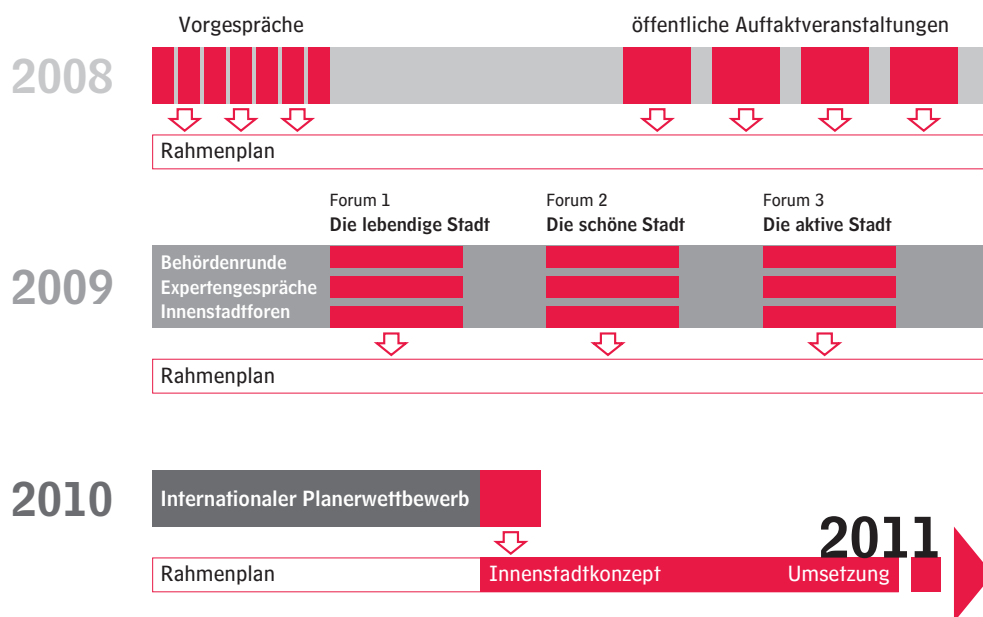 Vorgespräche
öffentliche Auftaktveranstaltungen
2008
Rahmenplan
Forum 1
Die lebendige Stadt
Forum 2
Die schöne Stadt
Forum 3
Die aktive Stadt
2009
Behördenrunde
Expertengespräche
Innenstadtforen
Rahmenplan
2010
Internationaler Planerwettbewerb
2011
Rahmenplan
Innenstadtkonzept
Umsetzung